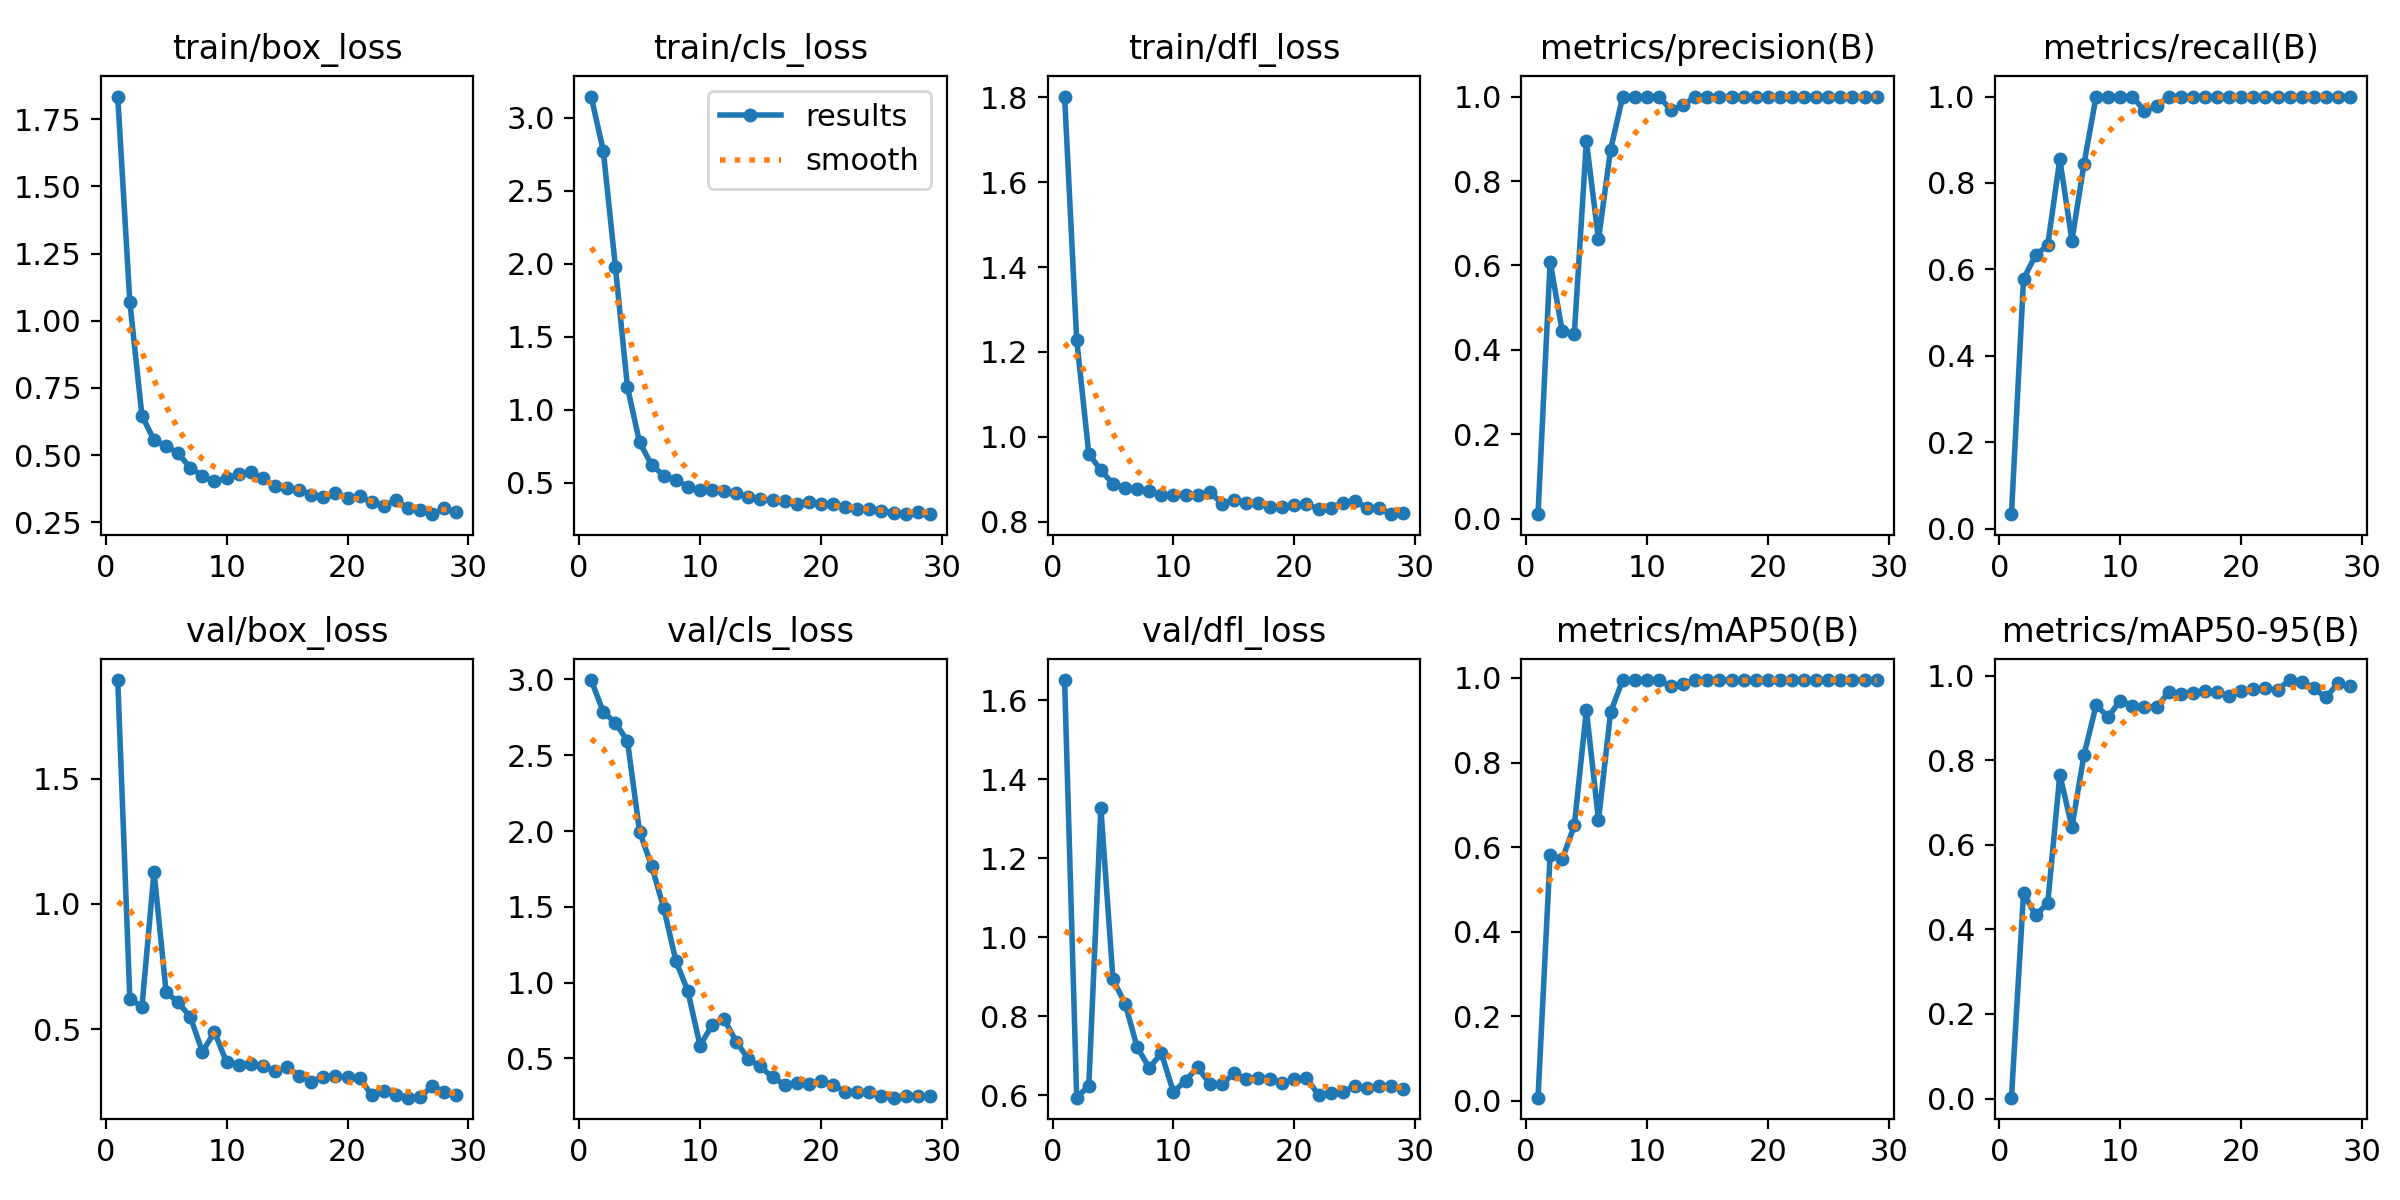 train/box_loss
train/cls_loss
train/dfl_loss
metrics/precision(B)
metrics/recall(B)
1.75
1.50
1.25
1.00
0.75
0.50
0.25
0 10 20 30
3.0
2.5
2.0
1.5
1.0
0.5
0 10 20 30
results
smooth
1.8
1.6
1.4
1.2
1.0
0.8
0 10 20 30
1.0
0.8
0.6
0.4
0.2
0.0
0 10 20 30
1.0
0.8
0.6
0.4
0.2
0.0
0 10 20 30
val/box_loss
val/cls_loss
val/dfl_loss
metrics/mAP50(B)
metrics/mAP50-95(B)
1.5
1.0
0.5
0 10 20 30
3.0
2.5
2.0
1.5
1.0
0.5
0 10 20 30
1.6
1.4
1.2
1.0
0.8
0.6
0 10 20 30
1.0
0.8
0.6
0.4
0.2
0.0
0 10 20 30
1.0
0.8
0.6
0.4
0.2
0.0
0 10 20 30